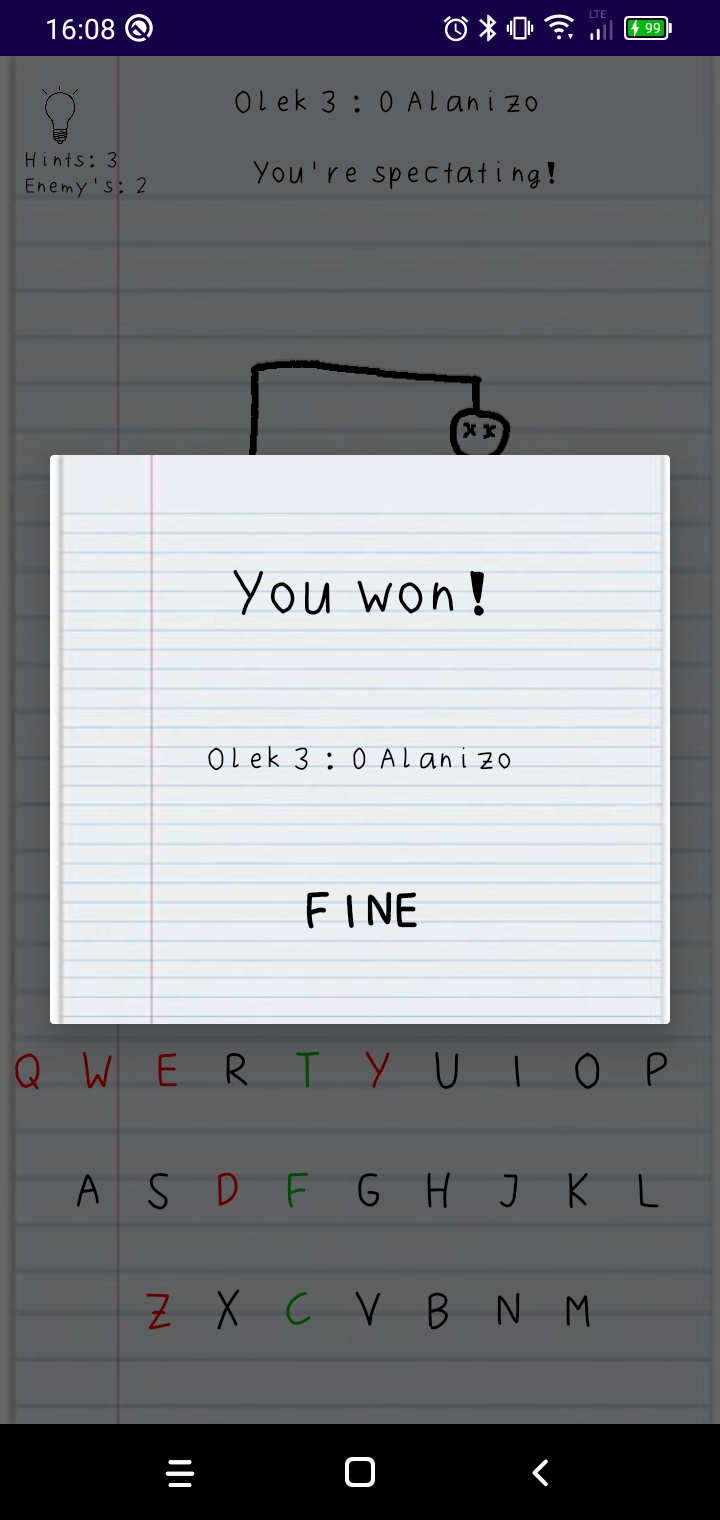 16:08
LTE
99
Olek 3 : 0 Alanizo
Hints: 3
Enemy's: 2
You're spectating!
x x
You won!
Olek 3 : 0 Alanizo
FINE
Q W E R T Y U I O P
A S D F G H J K L
Z X C V B N M